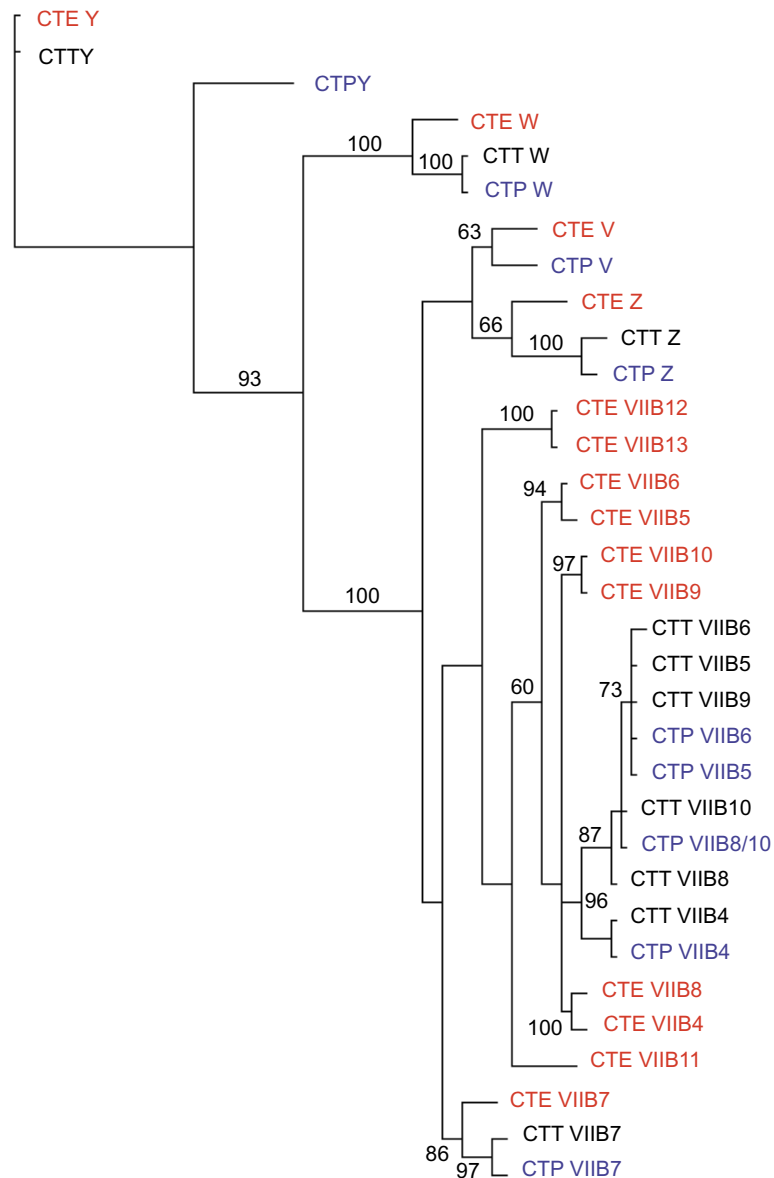 CTE Y
CTTY
CTPY
CTE W
100
CTT W
100
CTP W
CTE V
63
CTP V
CTE Z
66
CTT Z
100
CTP Z
93
CTE VIIB12
100
CTE VIIB13
CTE VIIB6
94
CTE VIIB5
CTE VIIB10
97
CTE VIIB9
100
CTT VIIB6
CTT VIIB5
73
CTT VIIB9
60
CTP VIIB6
CTP VIIB5
CTT VIIB10
87
CTP VIIB8/10
CTT VIIB8
96
CTT VIIB4
CTP VIIB4
CTE VIIB8
100
CTE VIIB4
CTE VIIB11
CTE VIIB7
CTT VIIB7
86
97
CTP VIIB7